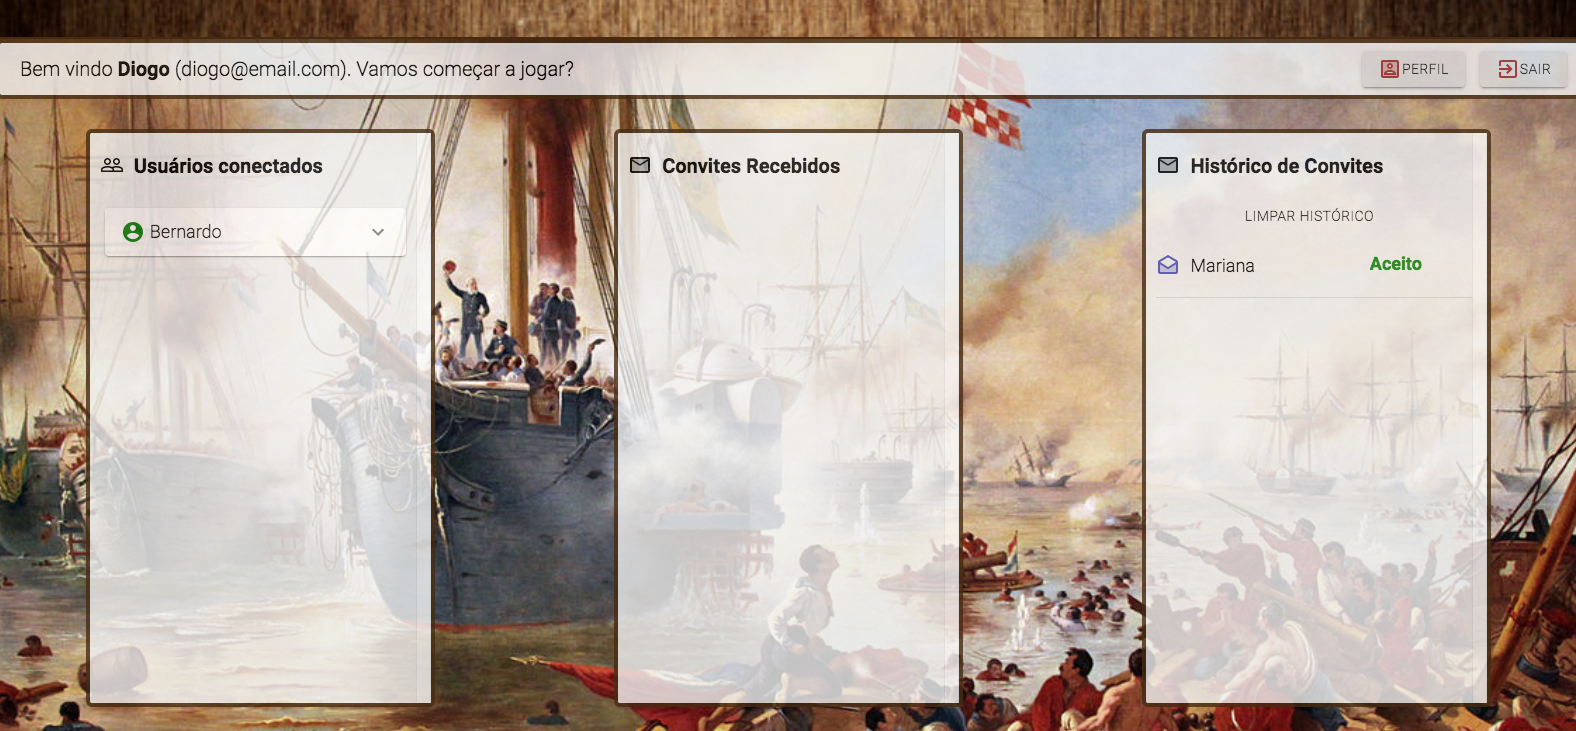 Bem vindo Diogo (diogo@email.com). Vamos começar a jogar?
PERFIL
SAIR
Usuários conectados
Bernardo
Convites Recebidos
Histórico de Convites
LIMPAR HISTÓRICO
Mariana
Aceito